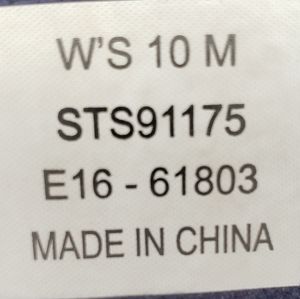 W'S 10 M
STS91175
E16 - 61803
MADE IN CHINA